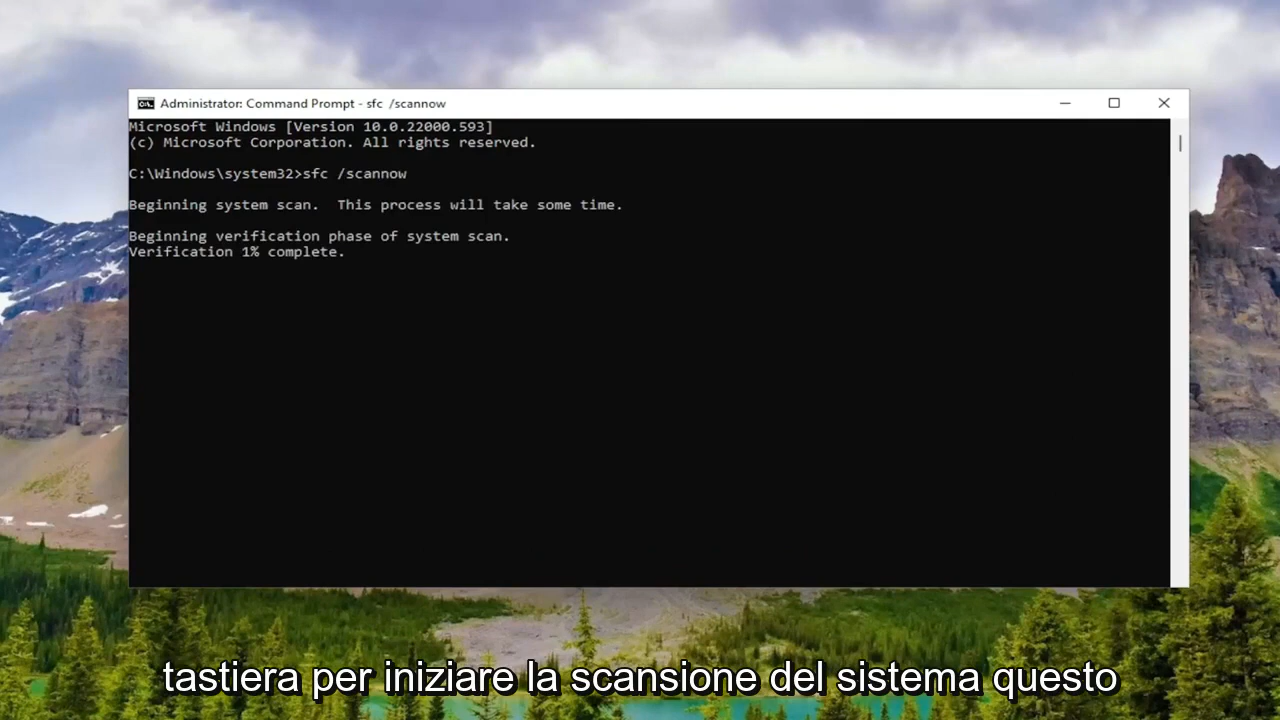 Administrator: Command Prompt - sfc  /scannow
Microsoft Windows [Version 10.0.22000.593]
(c) Microsoft Corporation. All rights reserved.
C:\Windows\system32>sfc /scannow
Beginning system scan.  This process will take some time.
Beginning verification phase of system scan.
Verification 1% complete.
tastiera per iniziare la scansione del sistema questo